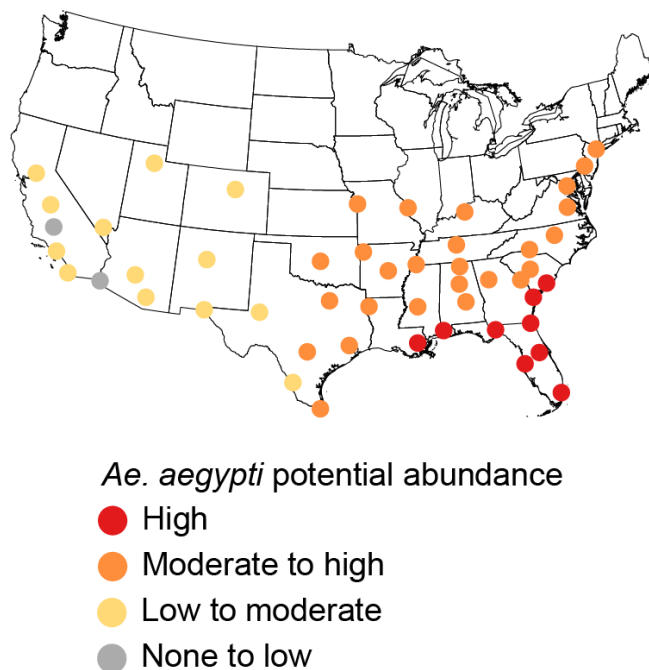 Ae. aegypti potential abundance
High
Moderate to high
Low to moderate
None to low